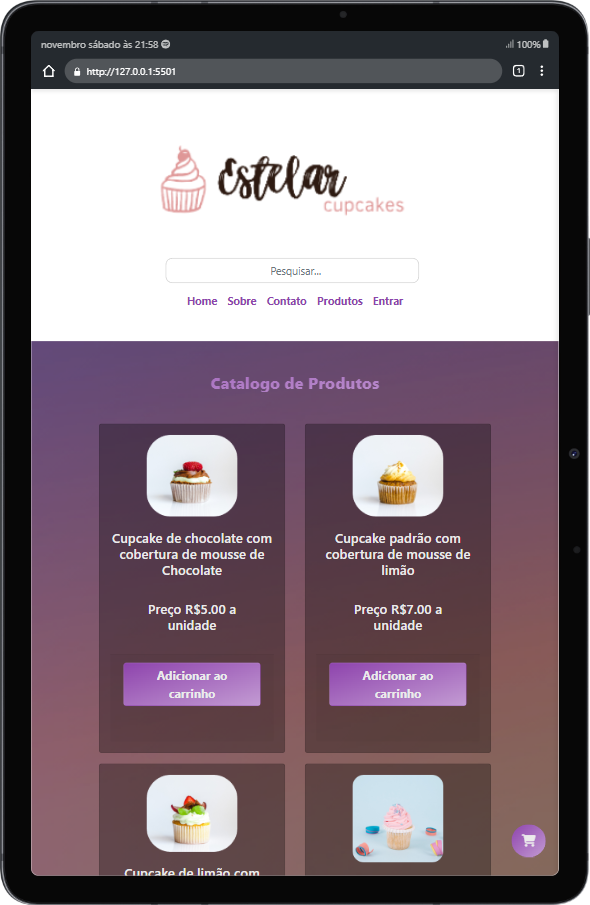 novembro sábado às 21:58
100%
http://127.0.0.1:5501
1
Estelar
cupcakes
Pesquisar...
Home Sobre Contato Produtos Entrar
Catalogo de Produtos
Cupcake de chocolate com
cobertura de mousse de
Chocolate
Preço R$5.00 a
unidade
Adicionar ao
carrinho
Cupcake padrão com
cobertura de mousse de
limão
Preço R$7.00 a
unidade
Adicionar ao
carrinho
Cupcake de limão com